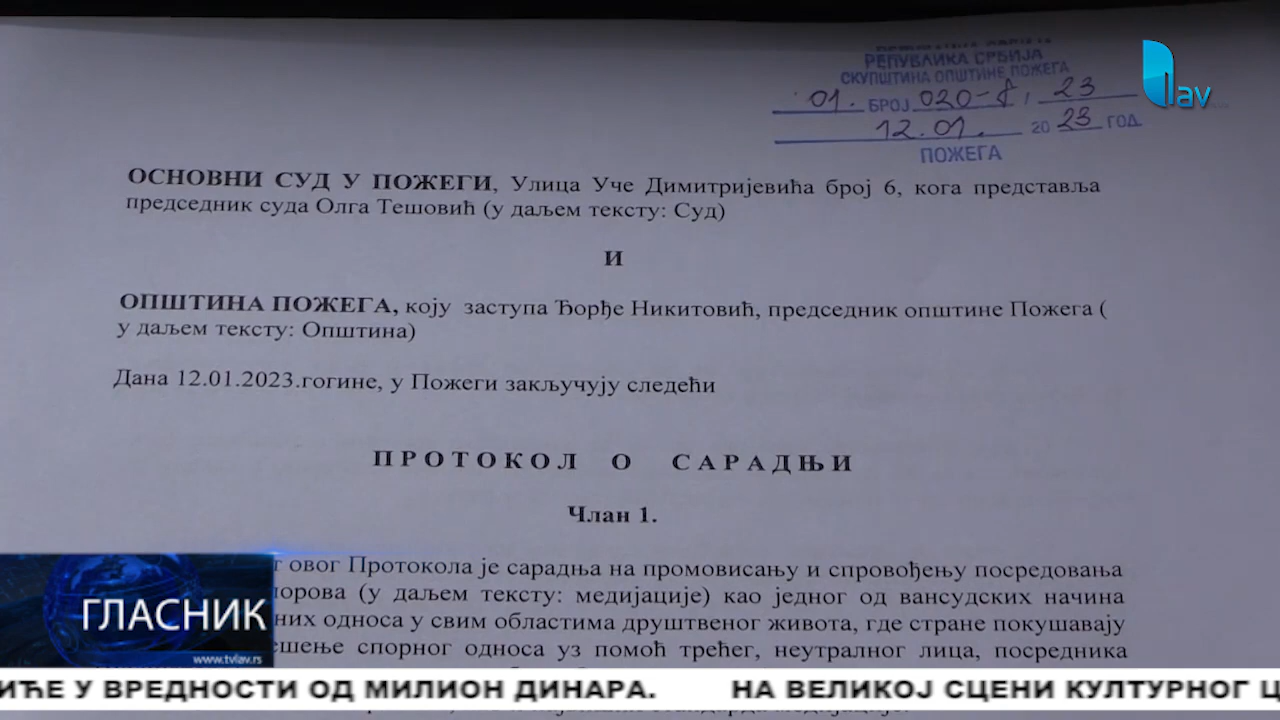 РЕПУБЛИКА СРБИЈА
СКУПШТИНА ОПШТИНЕ ПОЖЕГА
01. БРОЈ 020-8/23
12.01. 2023 ГОД
ПОЖЕГА
lav
ОСНОВНИ СУД У ПОЖЕГИ, Улица Уче Димитријевића број 6, кога представља
председник суда Олга Тешовић (у даљем тексту: Суд)
И
ОПШТИНА ПОЖЕГА, коју заступа Ђорђе Никитовић, председник општине Пожега (
у даљем тексту: Општина)
Дана 12.01.2023.гогине, у Пожеги закључују следећи
ПРОТОКОЛ О САРАДЊИ
Члан 1.
т овог Протокола је сарадња на промовисању и спровођењу посредовања
порова (у даљем тексту: медијације) као једног од вансудских начина
них односа у свим областима друштвеног живота, где стране покушавају
ешење спорног односа уз помоћ трећег, неутралног лица, посредника
ГЛАСНИК
www.tvlav.rs
ИЋЕ У ВРЕДНОСТИ ОД МИЛИОН ДИНАРА. НА ВЕЛИКОЈ СЦЕНИ КУЛТУРНОГ Ц